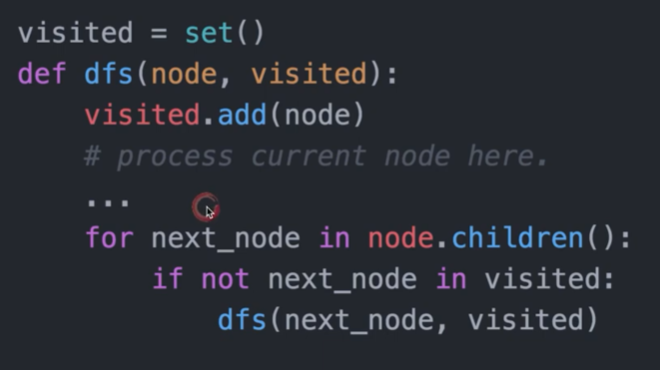 visited = set()
def dfs(node, visited):
    visited.add(node)
    # process current node here.
    ...
    for next_node in node.children():
        if not next_node in visited:
            dfs(next_node, visited)